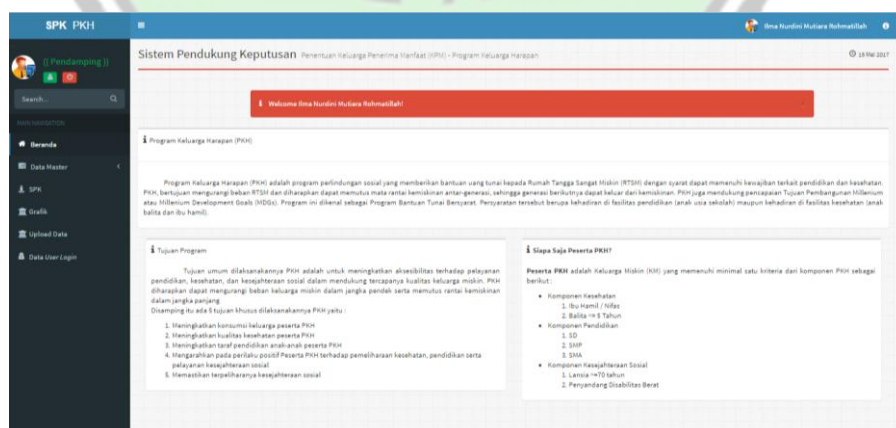 SPK PKH
Ilma Nurdini Mutiara Rohmatillah
(( Pendamping ))
Search...
MAIN NAVIGATION
Beranda
Data Master
SPK
Grafik
Upload Data
Data User Login
Sistem Pendukung Keputusan Penentuan Keluarga Penerima Manfaat (KPM) - Program Keluarga Harapan
18 Mei 2017
Welcome Ilma Nurdini Mutiara Rohmatillah!
Program Keluarga Harapan (PKH)
Program Keluarga Harapan (PKH) adalah program perlindungan sosial yang memberikan bantuan uang tunai kepada Rumah Tangga Sangat Miskin (RTSM) dengan syarat dapat memenuhi kewajiban terkait pendidikan dan kesehatan.
PKH, bertujuan mengurangi beban RTSM dan diharapkan dapat memutus mata rantai kemiskinan antar-generasi, sehingga generasi berikutnya dapat keluar dari kemiskinan. PKH juga mendukung pencapaian Tujuan Pembangunan Millenium
atau Millenium Development Goals (MDGs). Program ini dikenal sebagai Program Bantuan Tunai Bersyarat. Persyaratan tersebut berupa kehadiran di fasilitas pendidikan (anak usia sekolah) maupun kehadiran di fasilitas kesehatan (anak
balita dan ibu hamil).
Tujuan Program
Tujuan umum dilaksanakannya PKH adalah untuk meningkatkan aksesibilitas terhadap pelayanan
pendidikan, kesehatan, dan kesejahteraan sosial dalam mendukung tercapanya kualitas keluarga miskin. PKH
diharapkan dapat mengurangi beban keluarga miskin dalam jangka pendek serta memutus rantai kemiskinan
dalam jangka panjang
Disamping itu ada 5 tujuan khusus dilaksanakannya PKH yaitu :
1. Meningkatkan konsumsi keluarga peserta PKH
2. Meningkatkan kualitas kesehatan peserta PKH
3. Meningkatkan taraf pendidikan anak-anak peserta PKH
4. Mengarahkan pada perilaku positif Peserta PKH terhadap pemeliharaan kesehatan, pendidikan serta
pelayanan kesejahteraan sosial
5. Memastikan terpeliharanya kesejahteraan sosial
Siapa Saja Peserta PKH?
Peserta PKH adalah Keluarga Miskin (KM) yang memenuhi minimal satu kriteria dari komponen PKH sebagai
berikut :
Komponen Kesehatan
1. Ibu Hamil / Nifas
2. Balita <= 5 Tahun
Komponen Pendidikan
1. SD
2. SMP
3. SMA
Komponen Kesejahteraan Sosial
1. Lansia >=70 tahun
2. Penyandang Disabilitas Berat